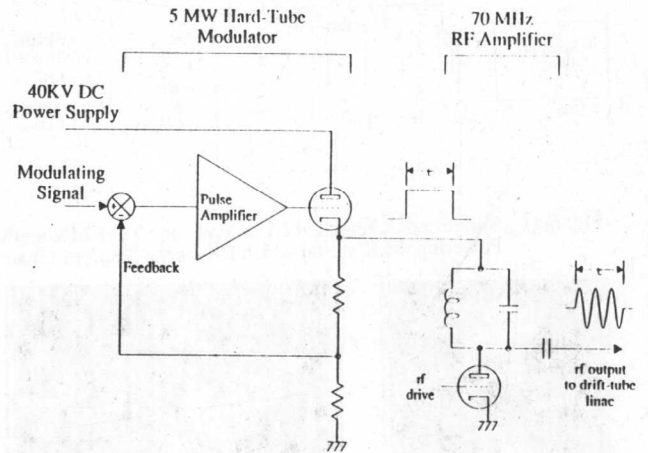 5 MW Hard-Tube
Modulator
70 MHz
RF Amplifier
40KV DC
Power Supply
Modulating
Signal
+
−
Pulse
Amplifier
Feedback
t
t
rf
drive
rf output
to drift-tube
linac